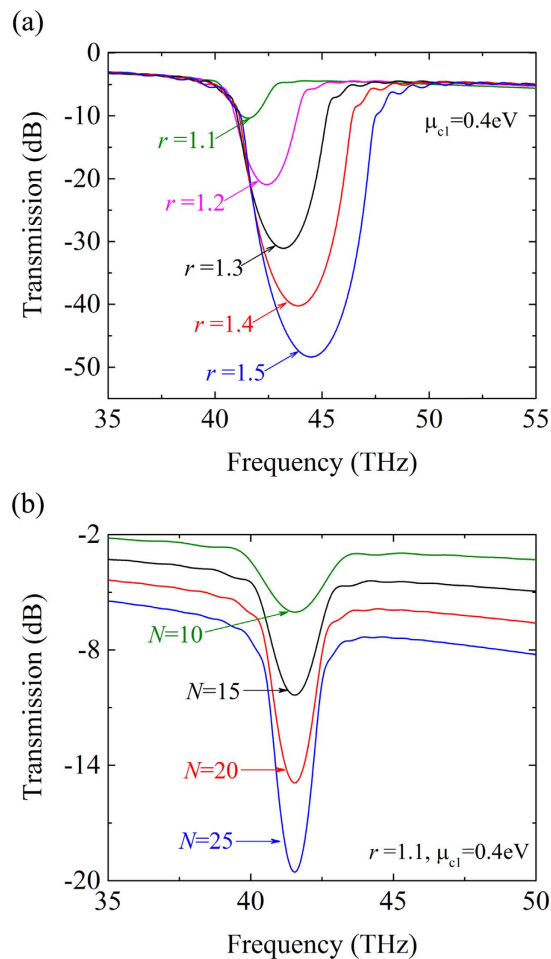 (a)
0
-10
-20
-30
-40
-50
Transmission (dB)
μc1=0.4eV
r =1.1
r =1.2
r =1.3
r =1.4
r =1.5
35 40 45 50 55
Frequency (THz)
(b)
-2
-8
-14
-20
Transmission (dB)
N=10
N=15
N=20
N=25
r =1.1, μc1=0.4eV
35 40 45 50
Frequency (THz)